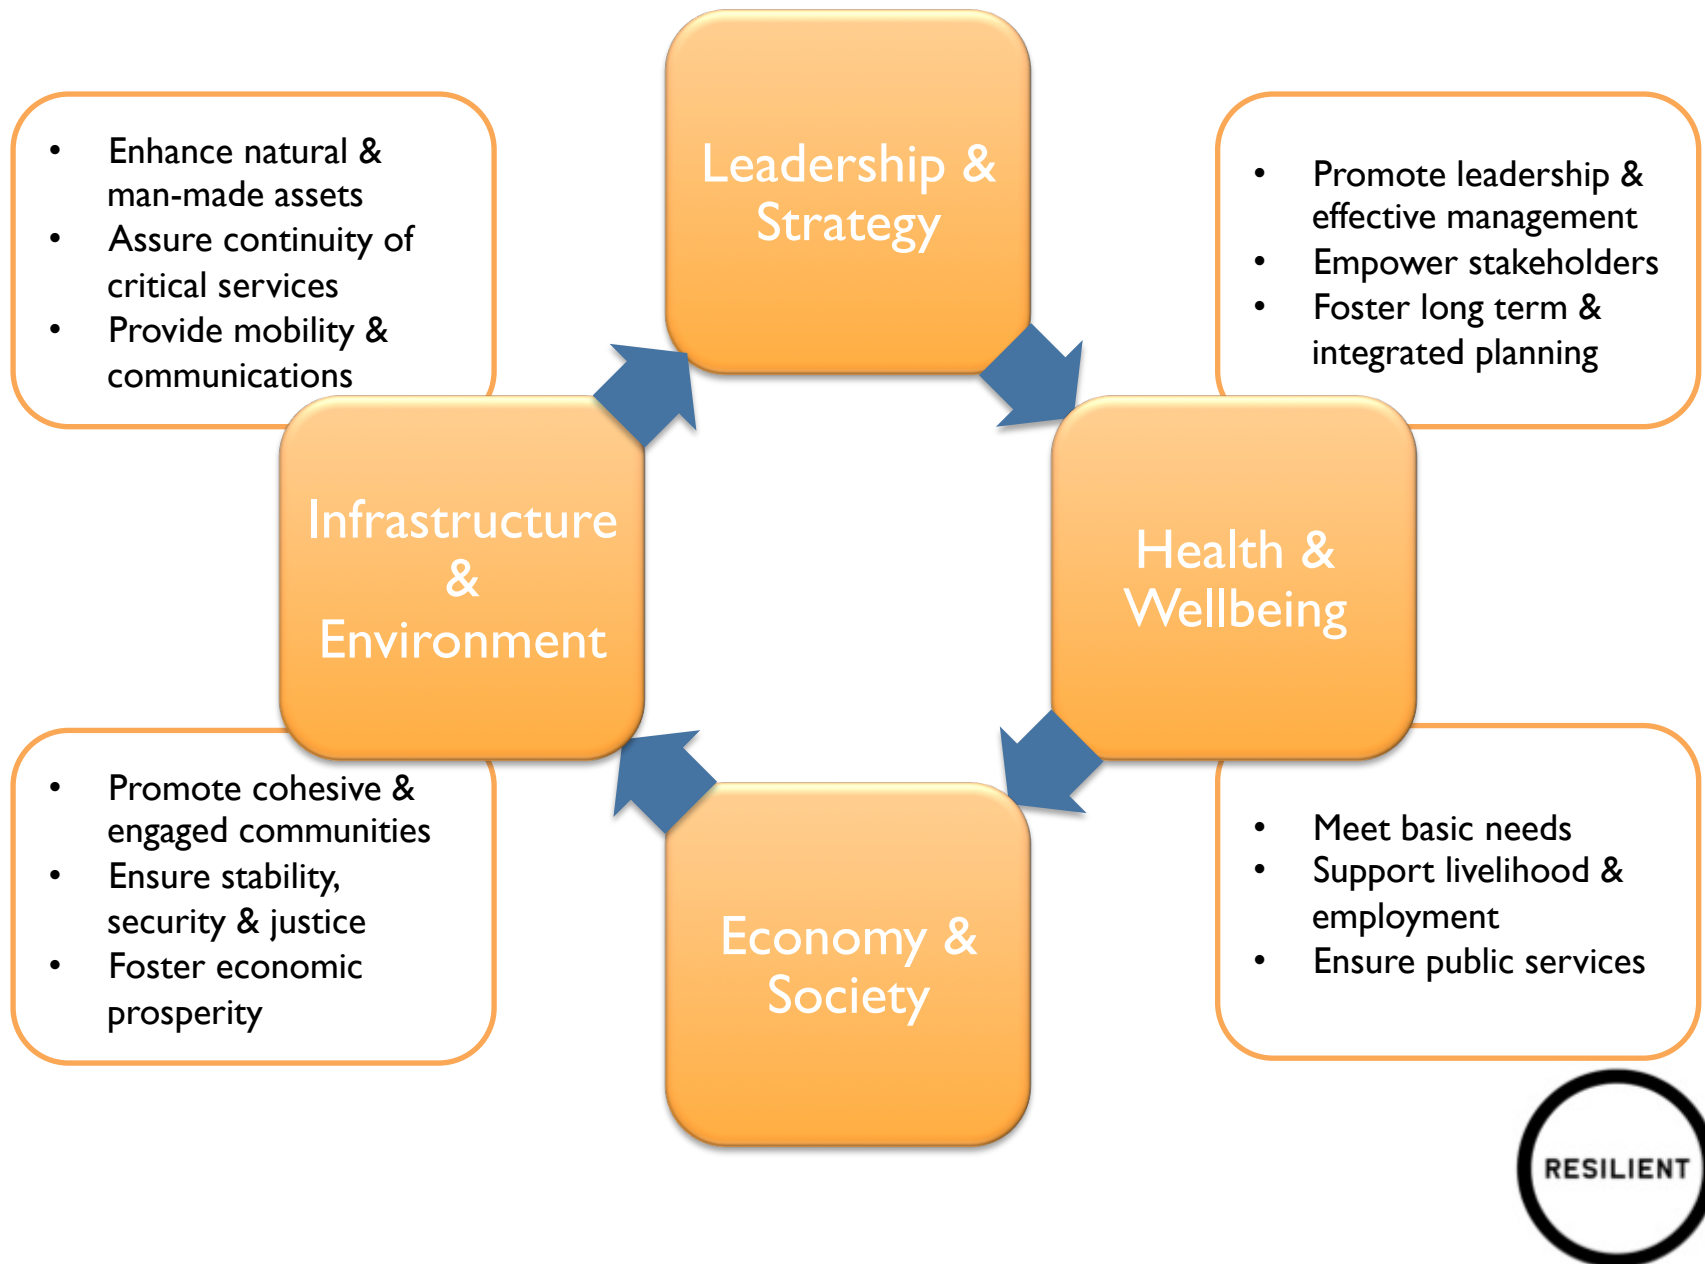 Leadership &
Strategy
• Enhance natural &
man-made assets
• Assure continuity of
critical services
• Provide mobility &
communications
• Promote leadership &
effective management
• Empower stakeholders
• Foster long term &
integrated planning
Infrastructure
&
Environment
Health &
Wellbeing
• Promote cohesive &
engaged communities
• Ensure stability,
security & justice
• Foster economic
prosperity
Economy &
Society
• Meet basic needs
• Support livelihood &
employment
• Ensure public services
RESILIENT